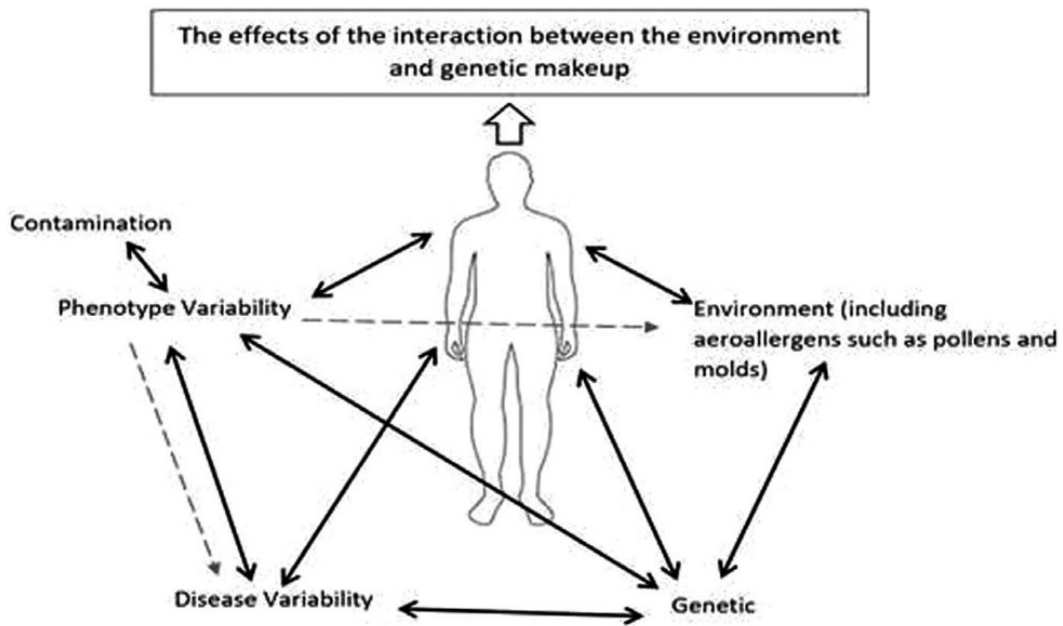 The effects of the interaction between the environment
and genetic makeup
Contamination
Phenotype Variability
Environment (including
aeroallergens such as pollens and
molds)
Disease Variability
Genetic